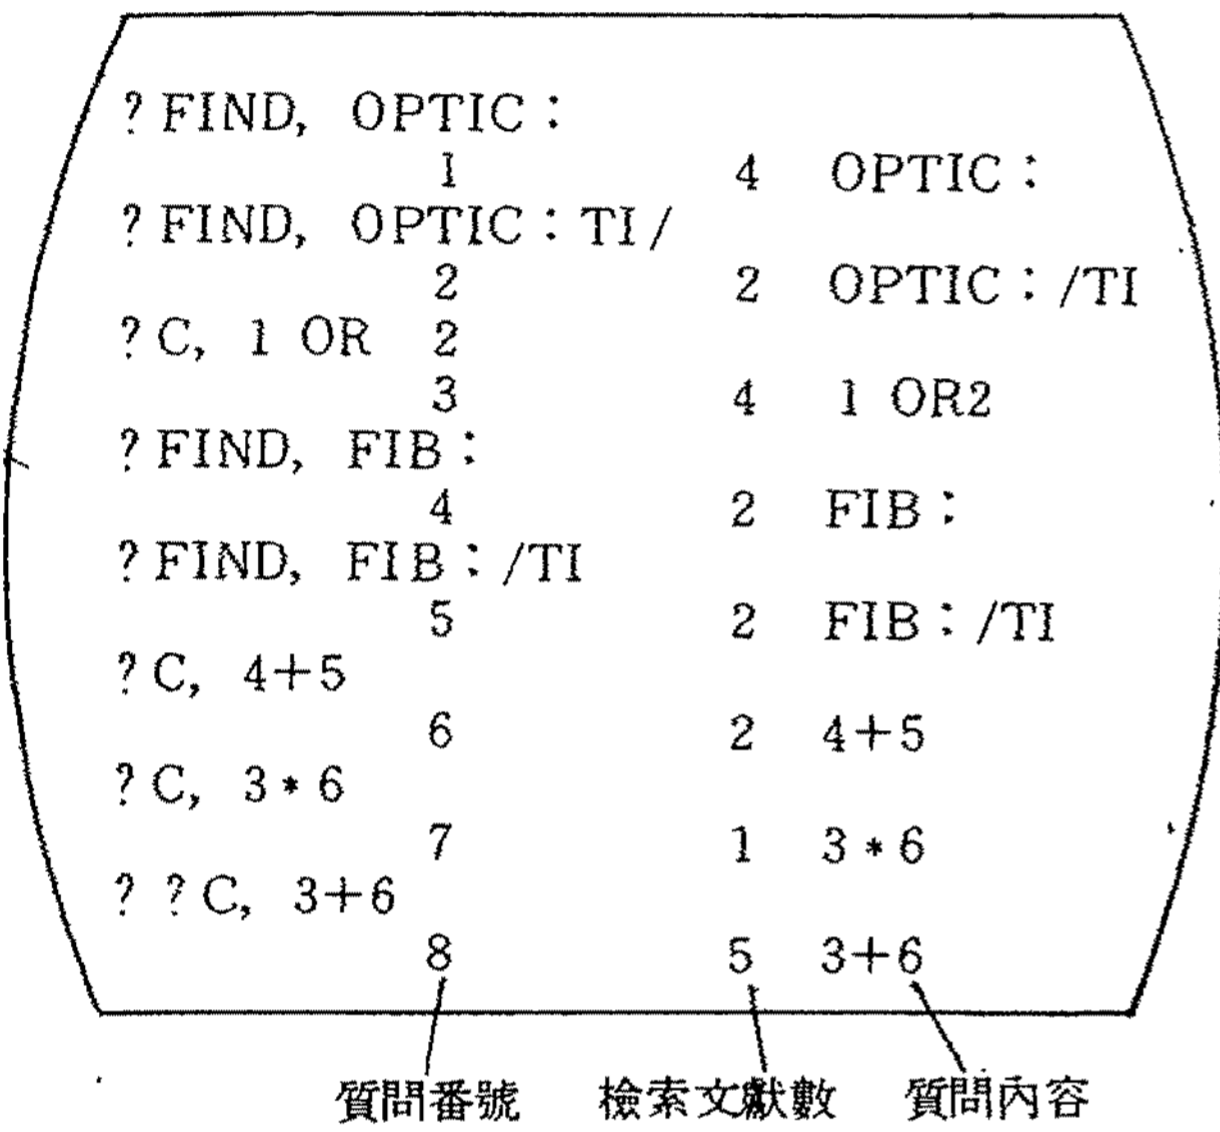 ? FIND, OPTIC :
1 4 OPTIC :
? FIND, OPTIC : TI /
2 2 OPTIC : /TI
? C, 1 OR 2
3 4 1 OR2
? FIND, FIB :
4 2 FIB :
? FIND, FIB : /TI
5 2 FIB : /TI
? C, 4+5
6 2 4+5
? C, 3 * 6
7 1 3 * 6
? ? C, 3+6
8 5 3+6
質問番號 檢索文獻數 質問內容